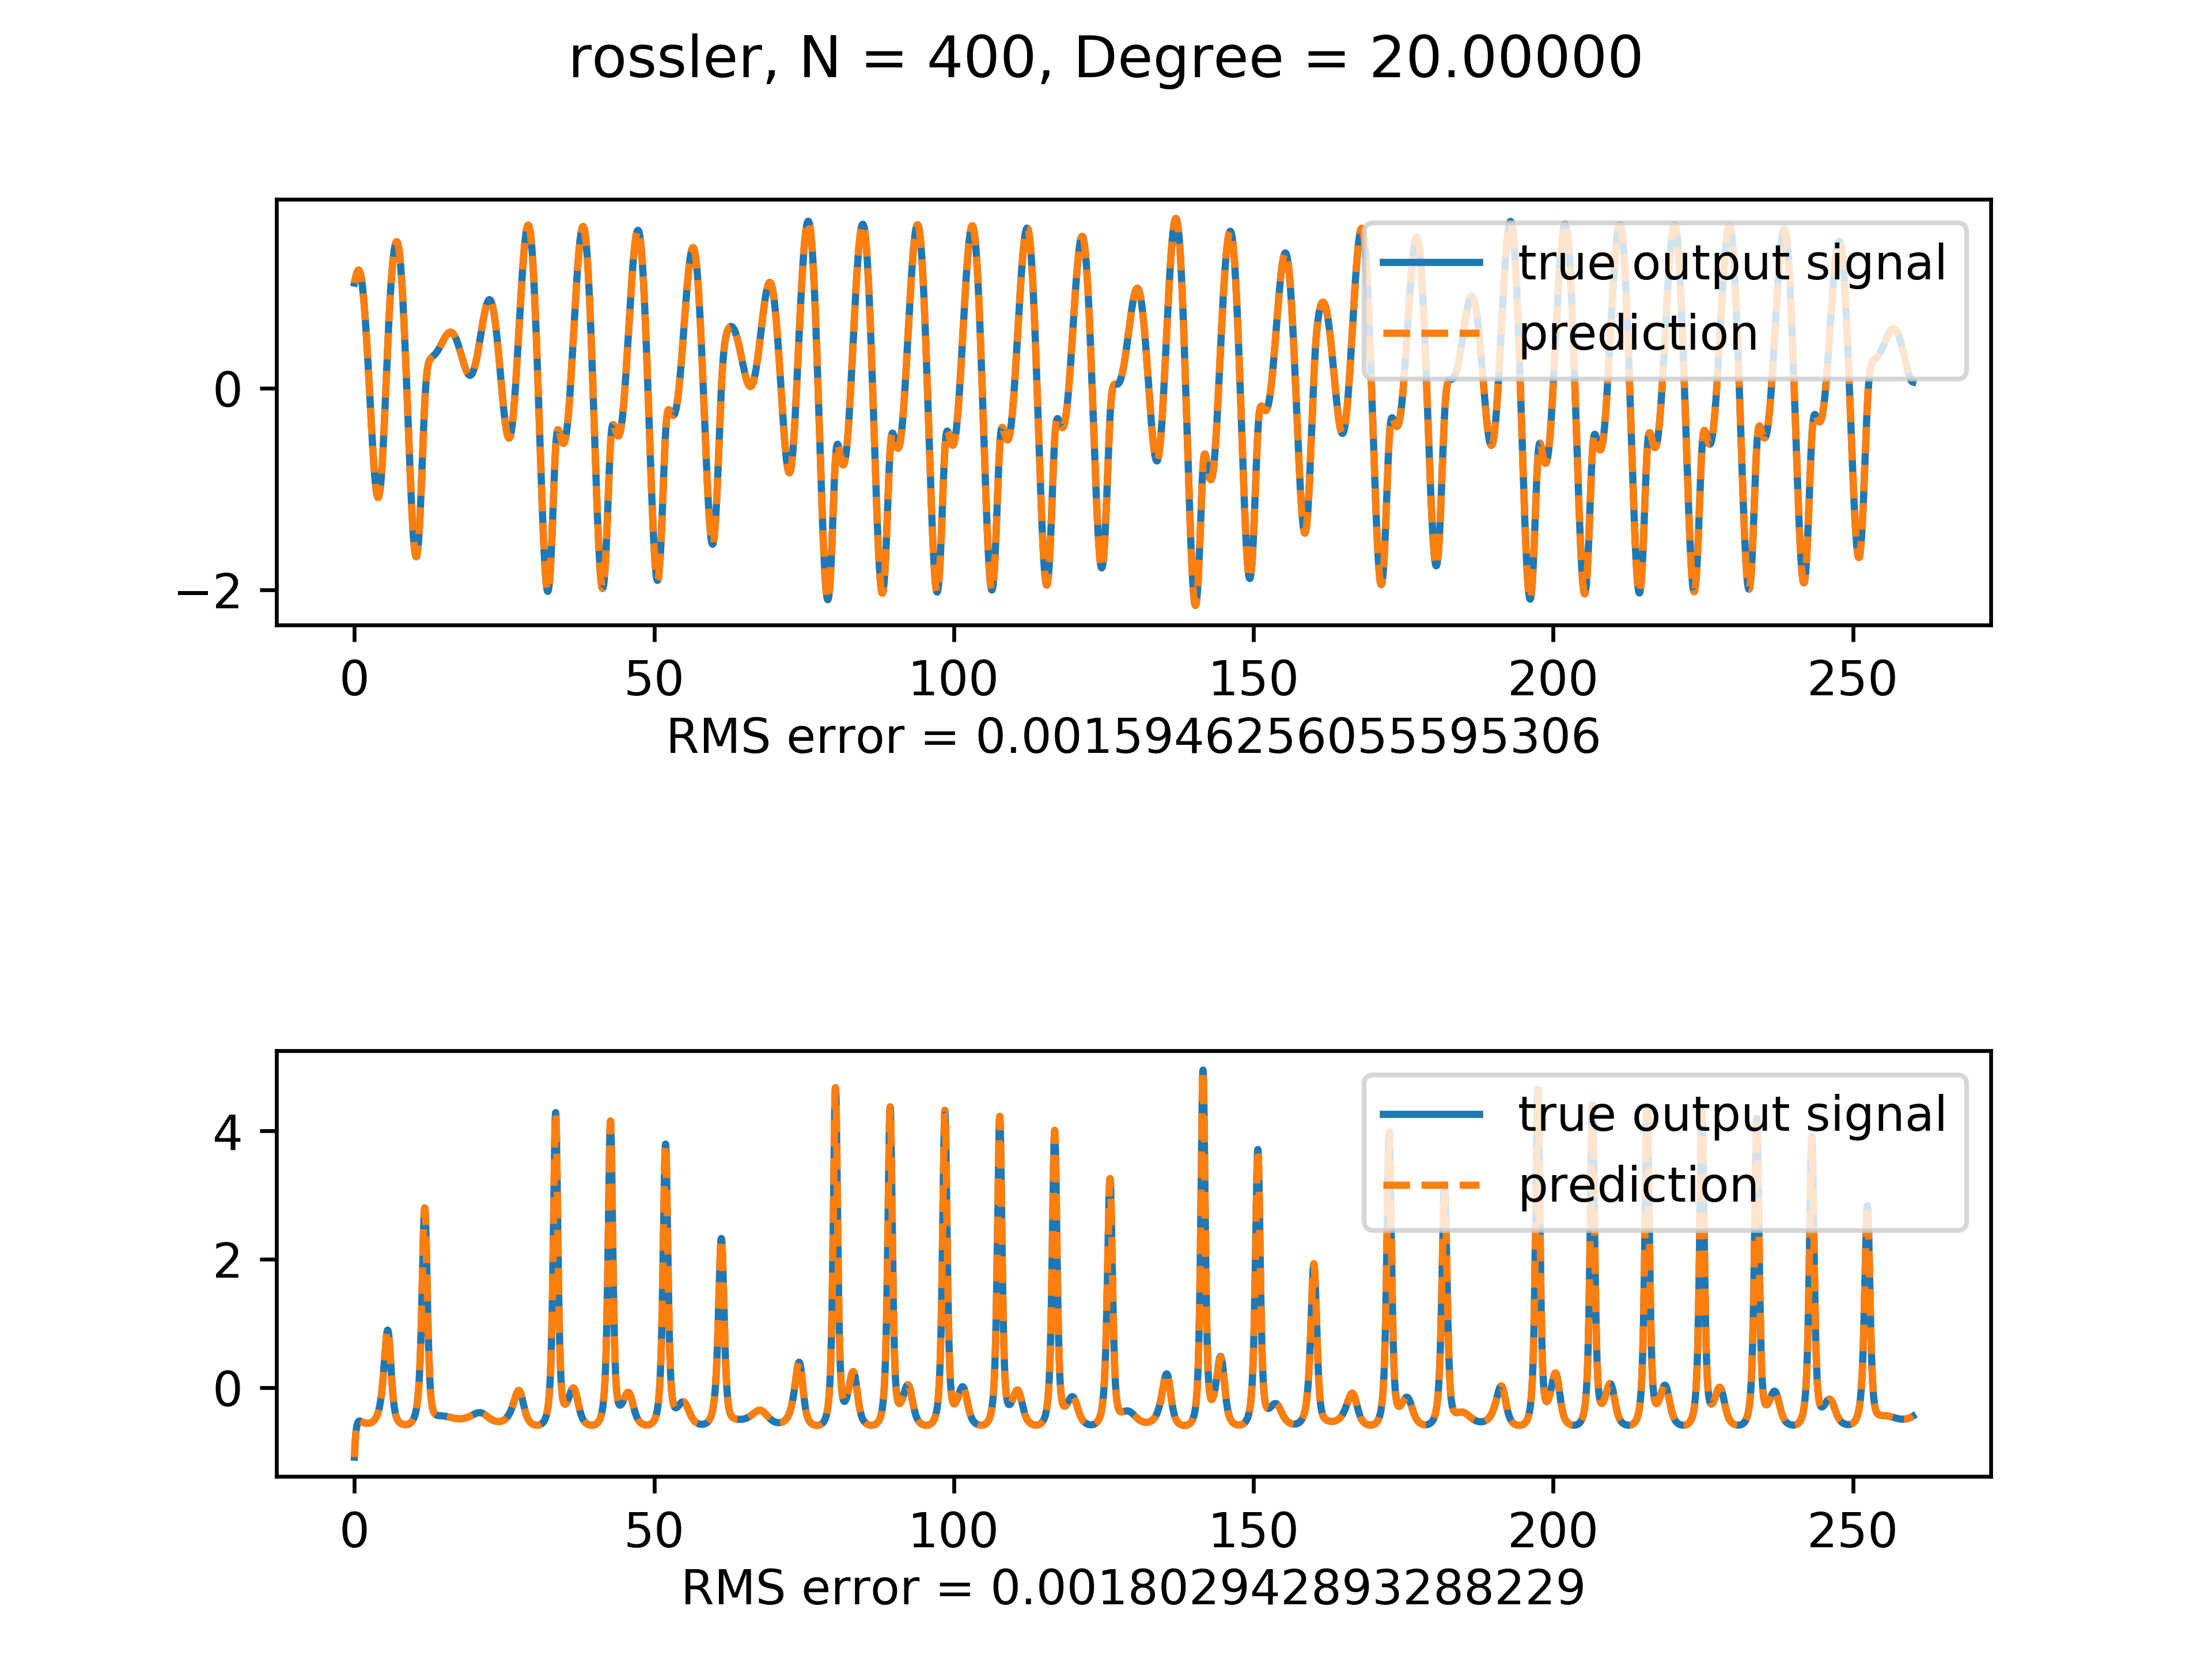 rossler, N = 400, Degree = 20.00000
true output signal
prediction
0
−2
0 50 100 150 200 250
RMS error = 0.0015946256055595306
true output signal
prediction
4
2
0
0 50 100 150 200 250
RMS error = 0.0018029428932882​29